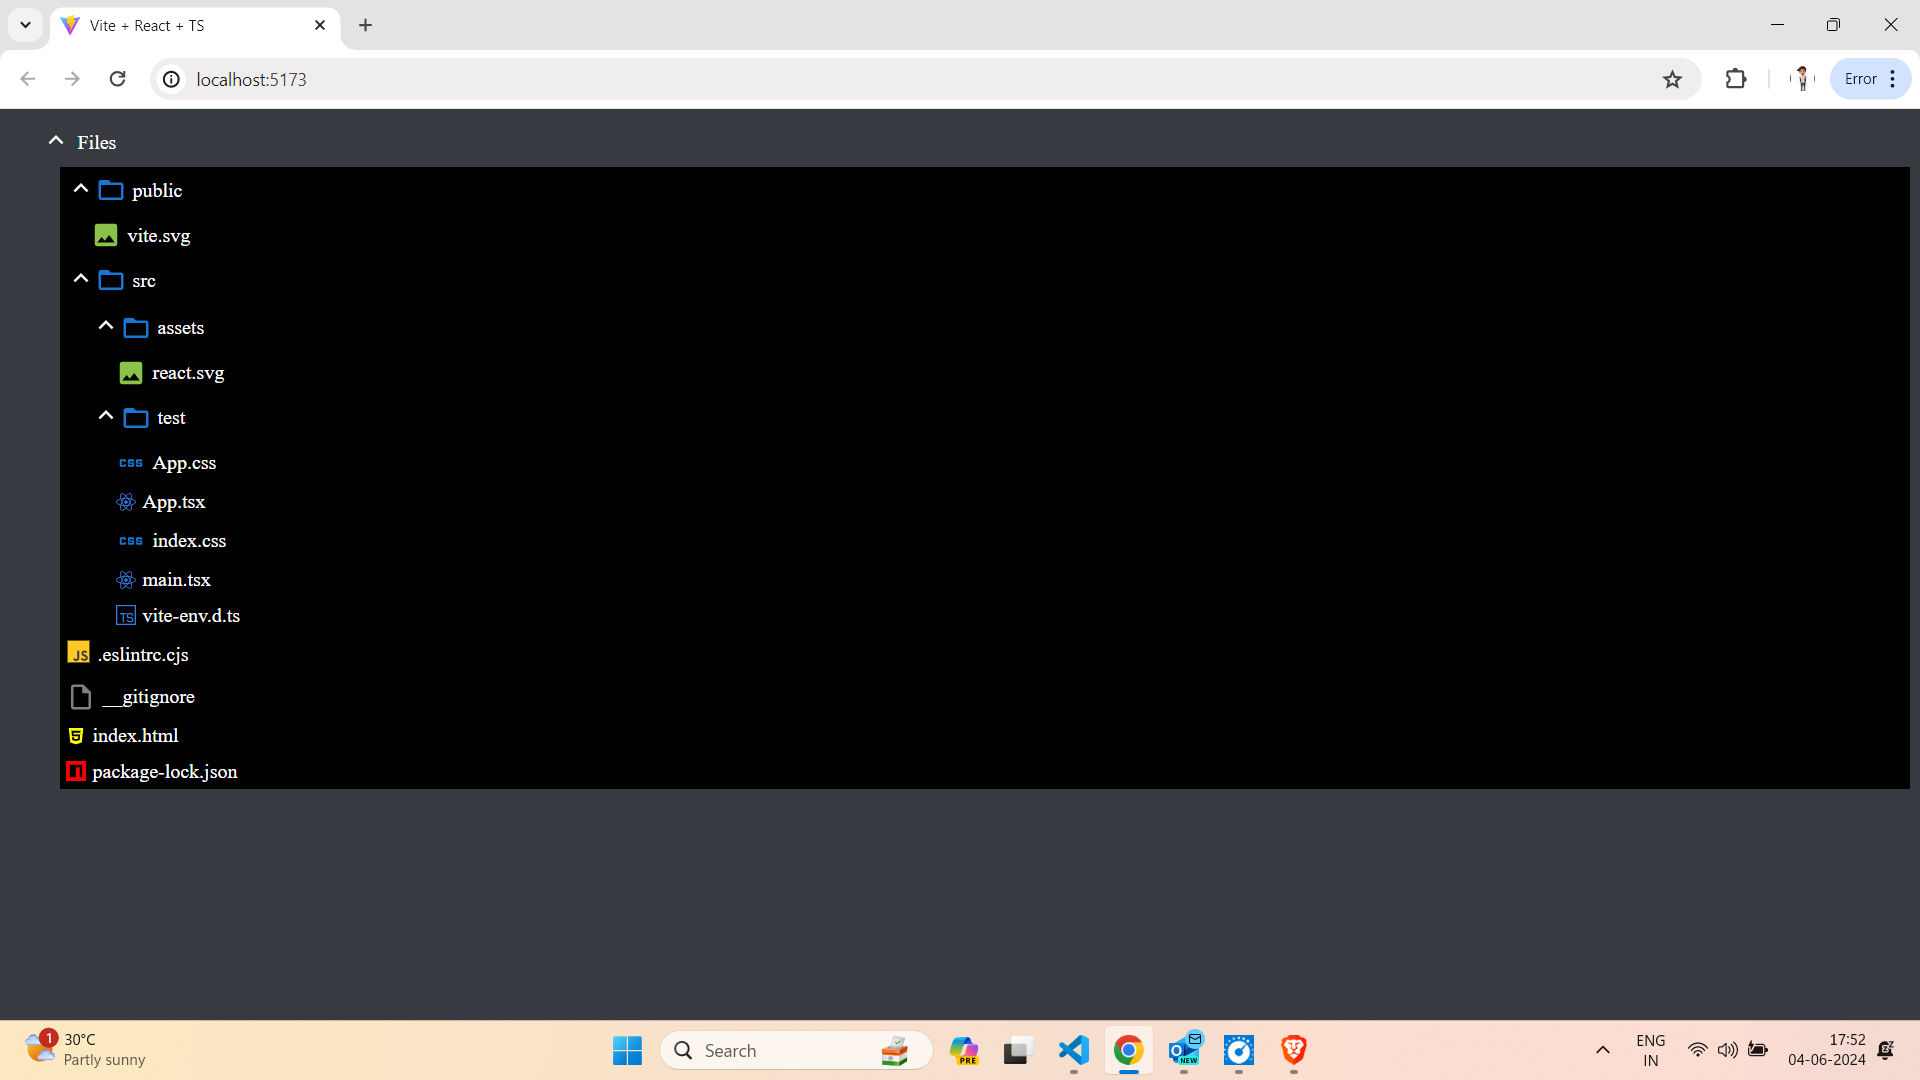 Vite + React + TS
localhost:5173
Error
Files
public
vite.svg
src
assets
react.svg
test
CSS App.css
App.tsx
CSS index.css
main.tsx
TS vite-env.d.ts
JS .eslintrc.cjs
__gitignore
5 index.html
n package-lock.json
1
30°C
Partly sunny
Search
PRE
NEW
ENG
IN
17:52
04-06-2024